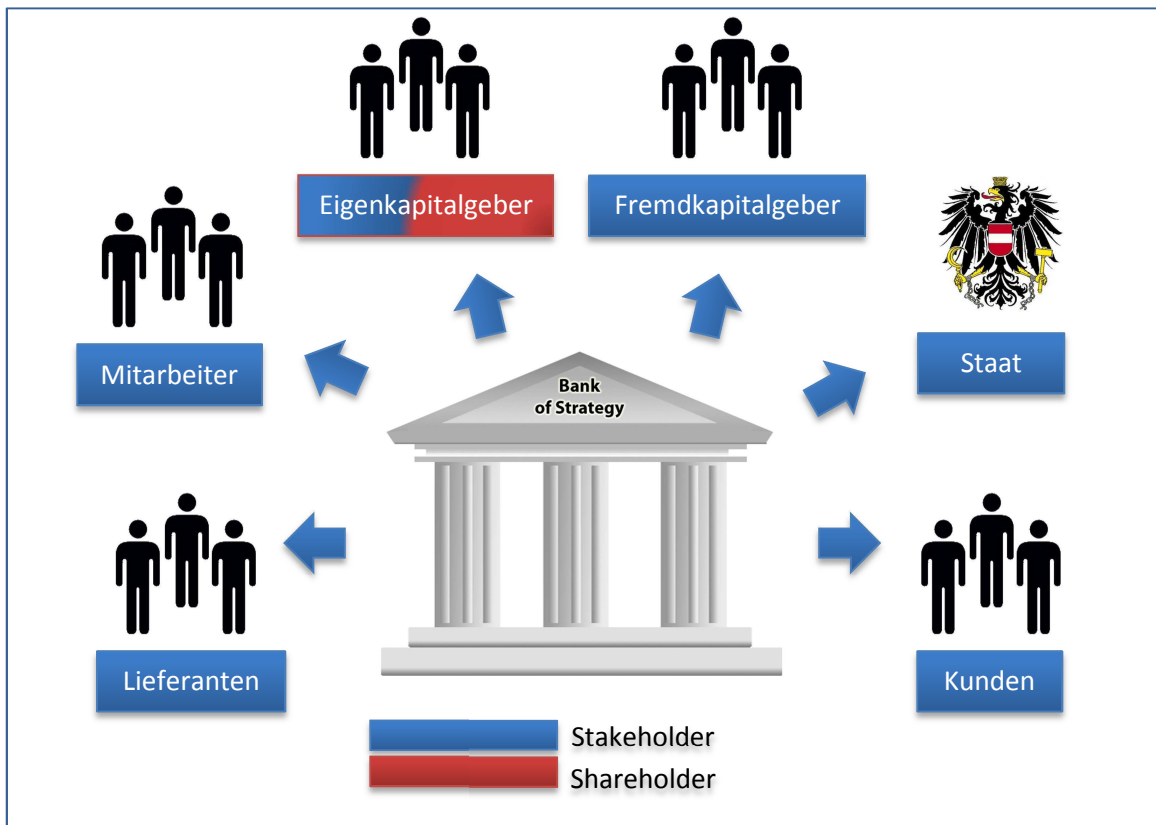 Eigenkapitalgeber
Fremdkapitalgeber
Mitarbeiter
Staat
Bank
of Strategy
Lieferanten
Kunden
Stakeholder
Shareholder